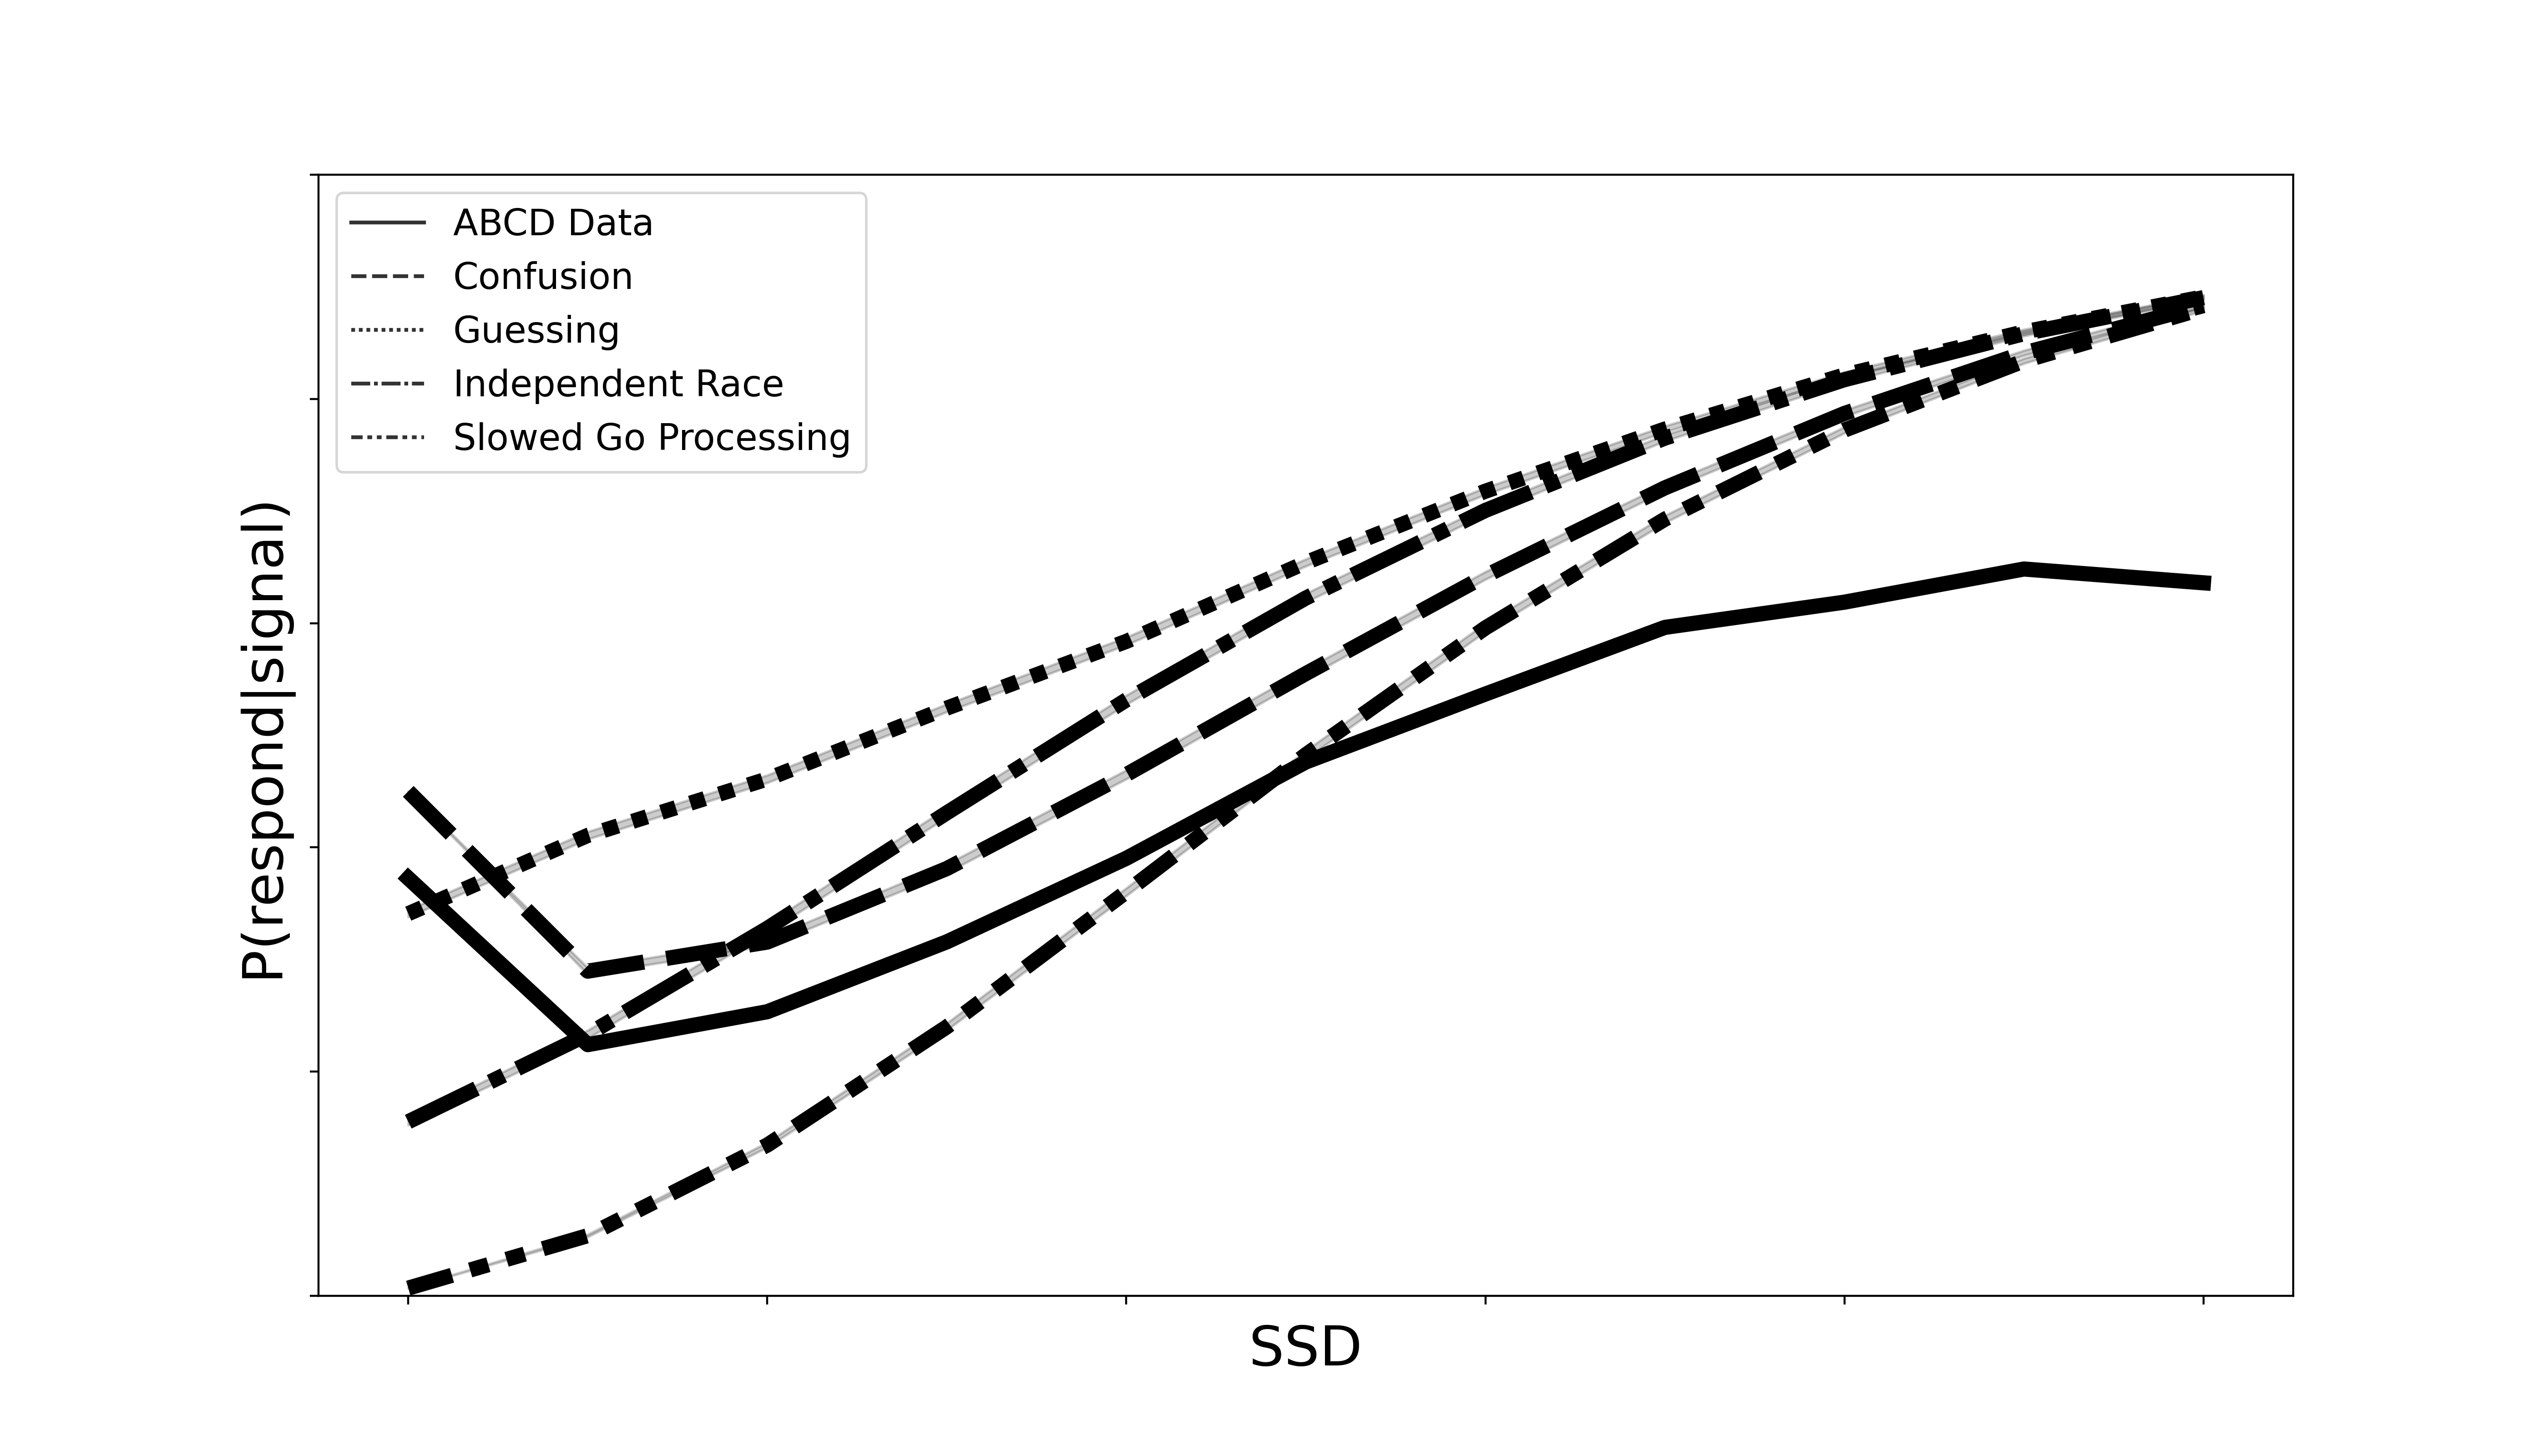 ABCD Data
Confusion
Guessing
Independent Race
Slowed Go Processing
P(respond|signal)
SSD